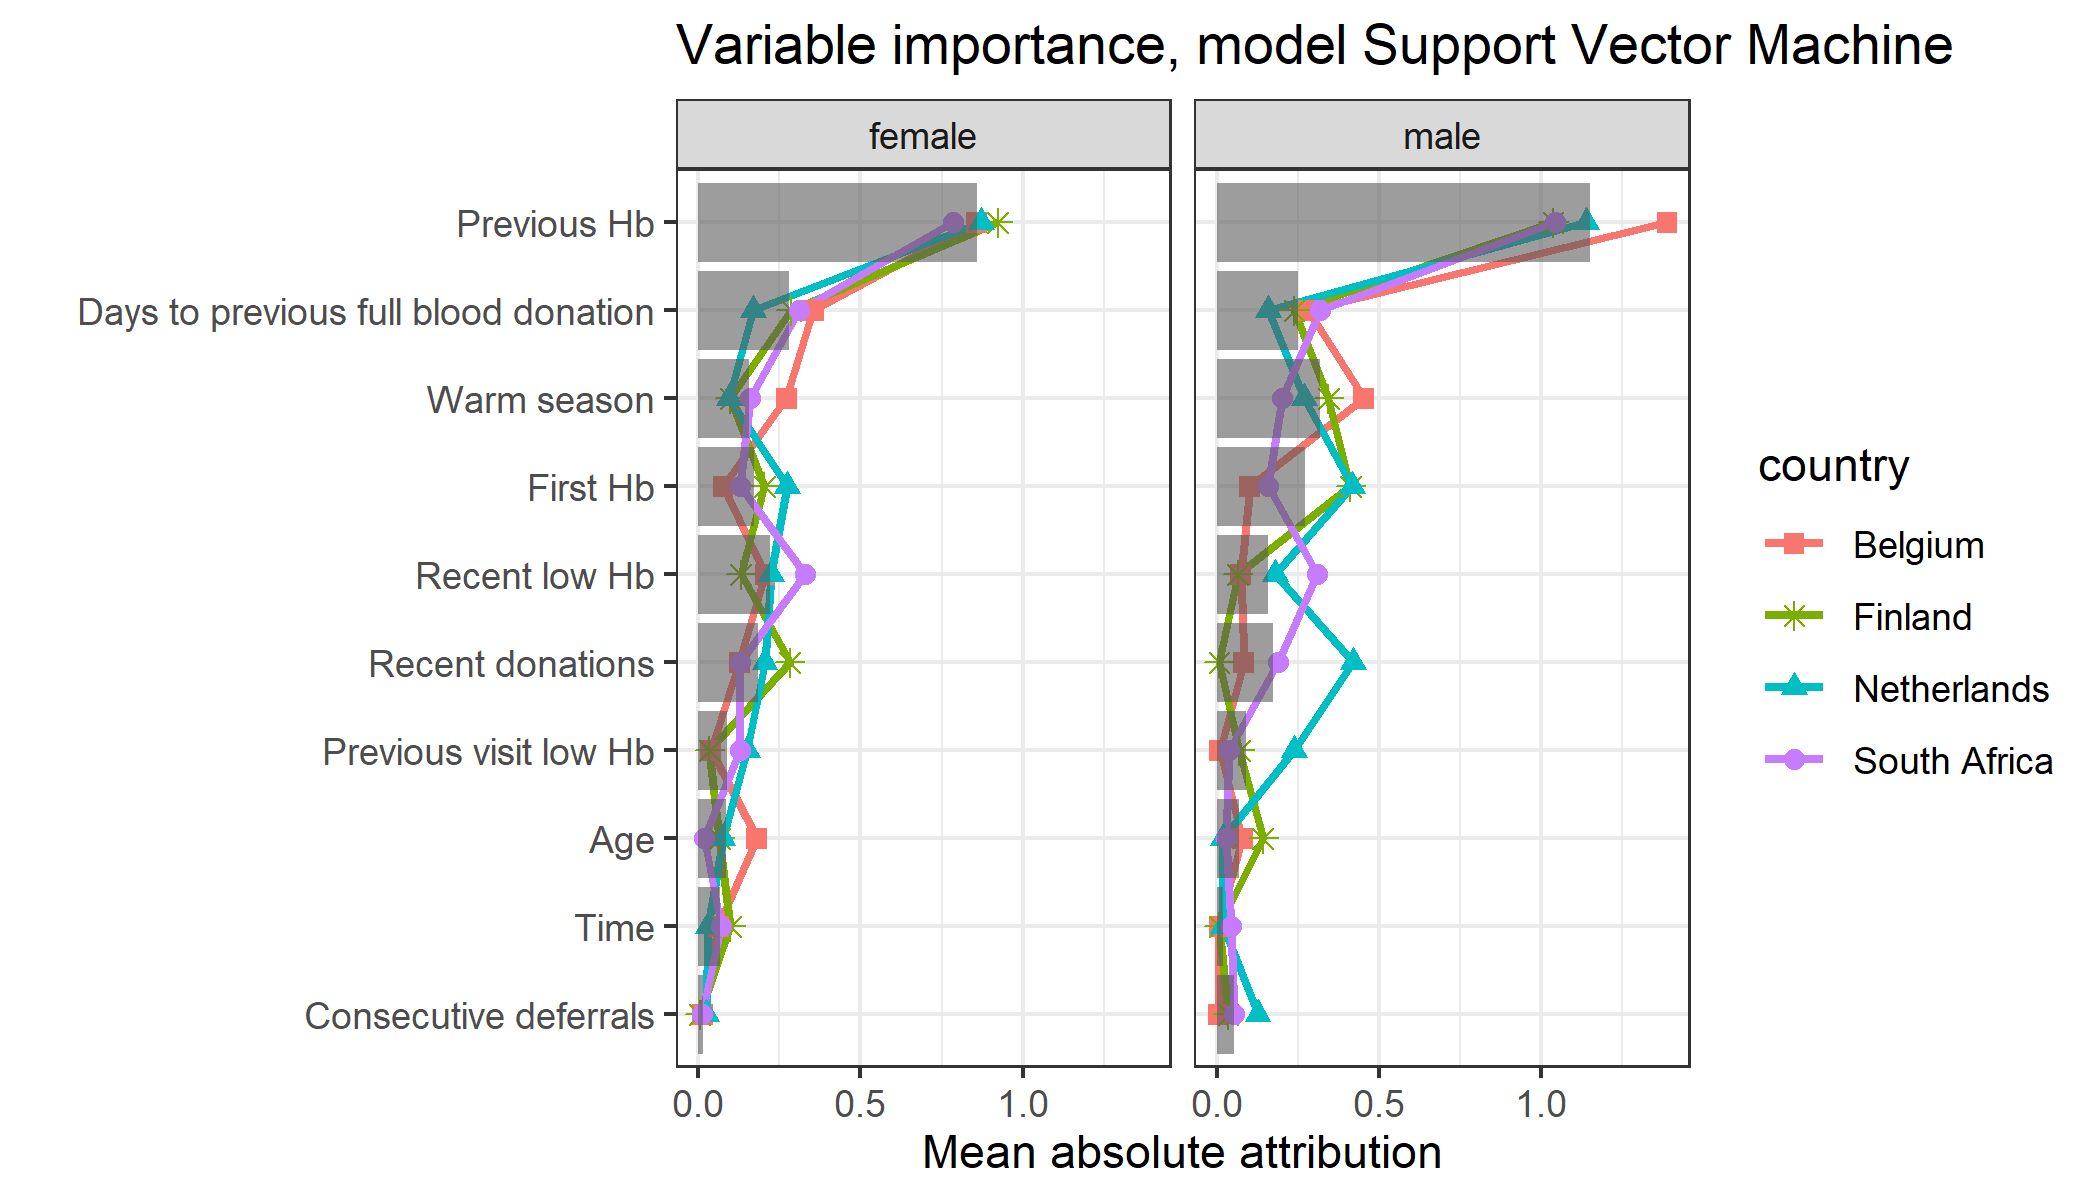 Variable importance, model Support Vector Machine
female
male
Previous Hb
Days to previous full blood donation
Warm season
First Hb
Recent low Hb
Recent donations
Previous visit low Hb
Age
Time
Consecutive deferrals
0.0 0.5 1.0
0.0 0.5 1.0
Mean absolute attribution
country
Belgium
Finland
Netherlands
South Africa